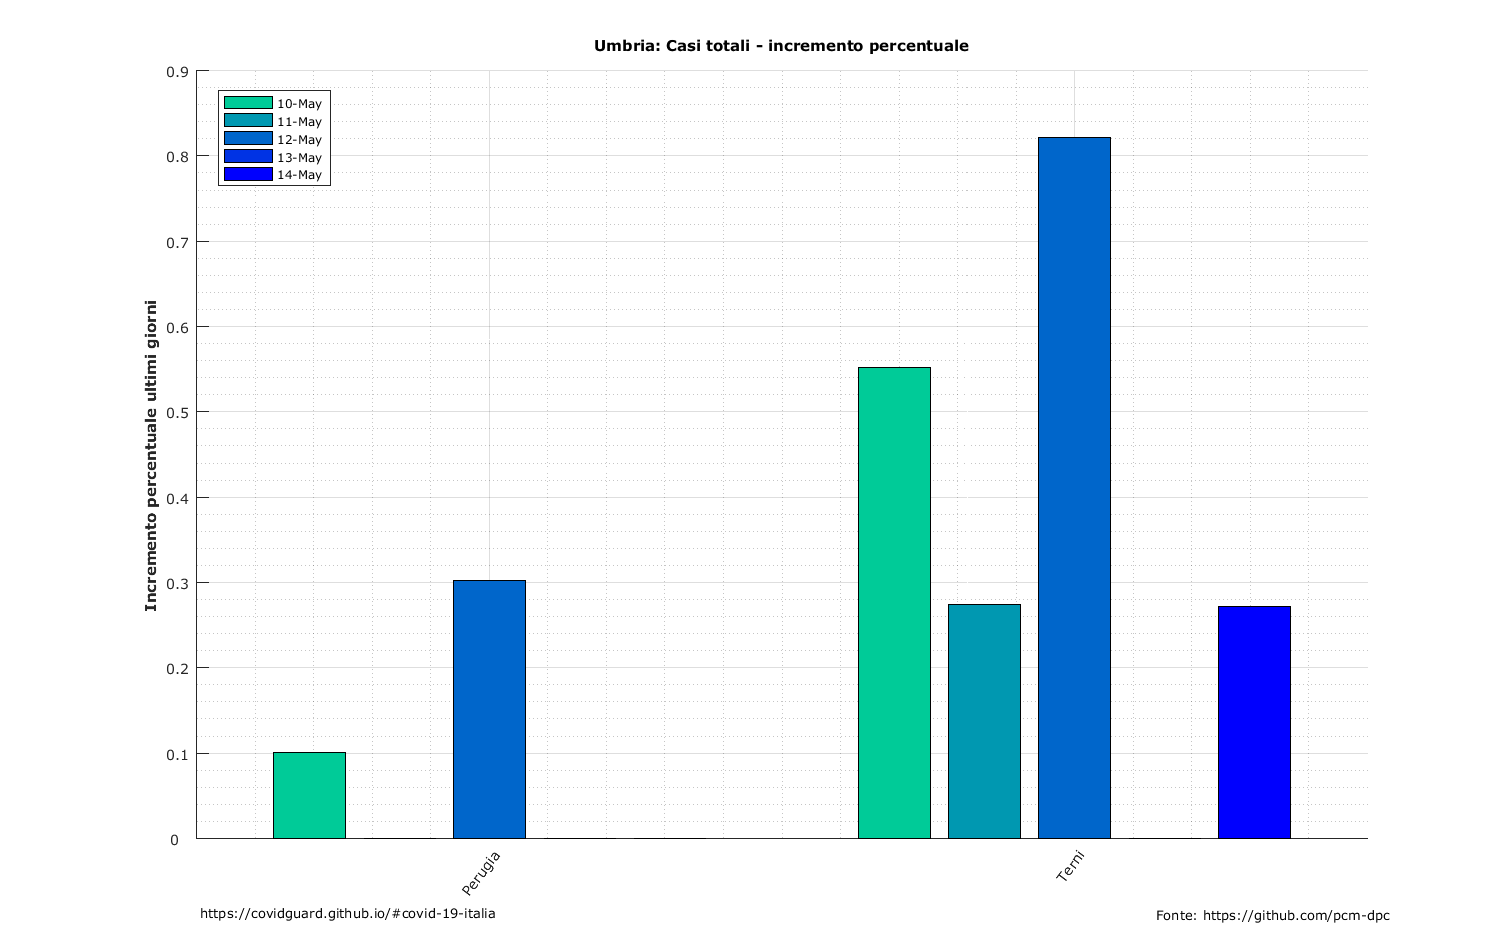 Umbria: Casi totali - incremento percentuale
0.9
0.8
0.7
0.6
0.5
0.4
0.3
0.2
0.1
0
Incremento percentuale ultimi giorni
10-May
11-May
12-May
13-May
14-May
Perugia
Terni
https://covidguard.github.io/#covid-19-italia
Fonte: https://github.com/pcm-dpc